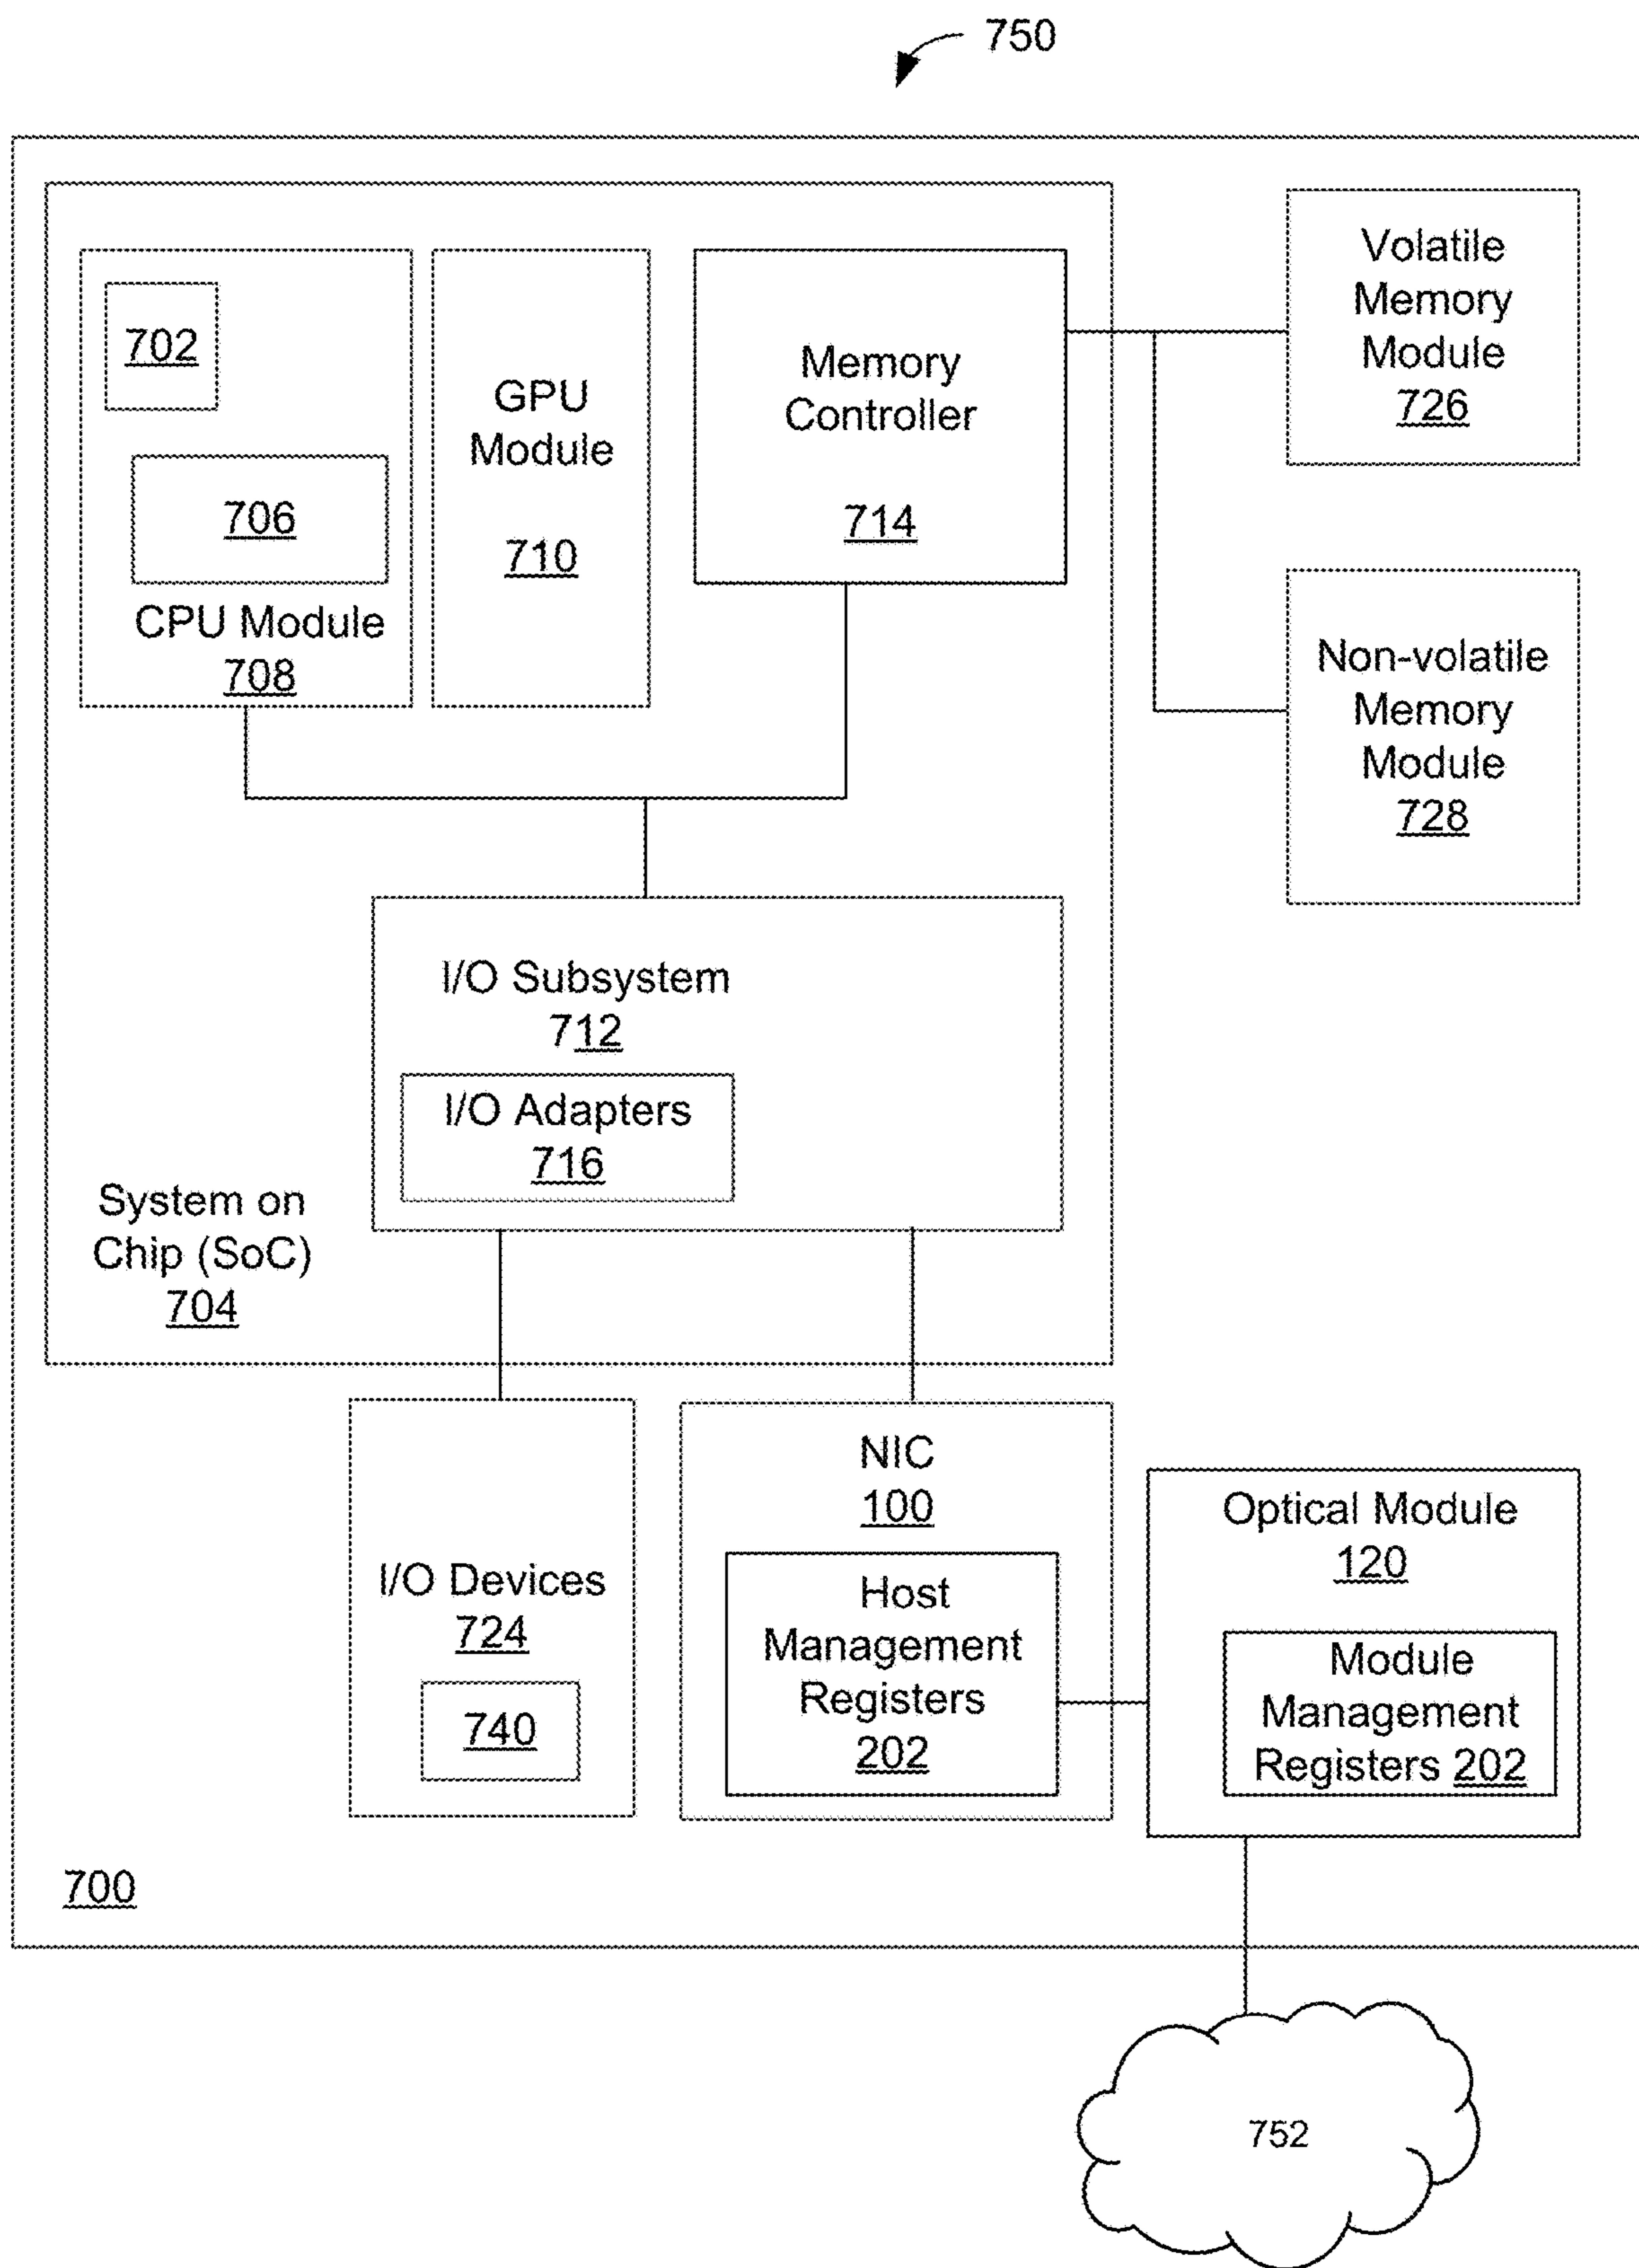 750
702
706
CPU Module
708
GPU
Module
710
Memory
Controller
714
Volatile
Memory
Module
726
Non-volatile
Memory
Module
728
I/O Subsystem
712
I/O Adapters
716
System on
Chip (SoC)
704
I/O Devices
724
740
NIC
100
Host
Management
Registers
202
Optical Module
120
Module
Management
Registers 202
700
752